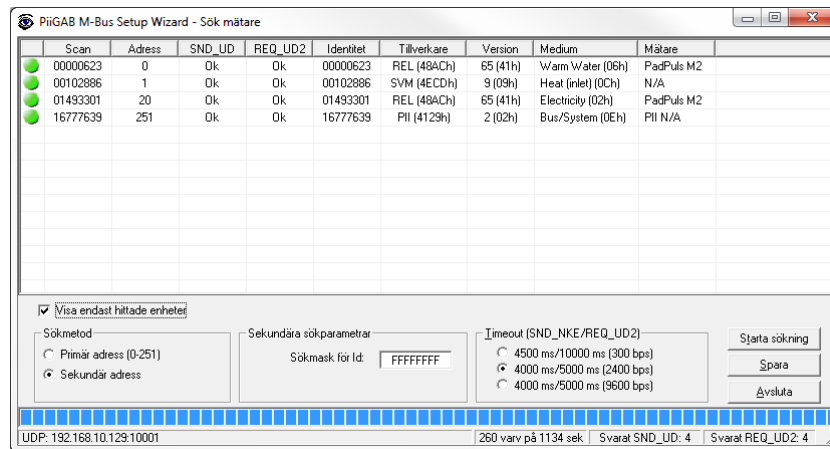 PiiGAB M-Bus Setup Wizard - Sök mätare
Scan Adress SND_UD REQ_UD2 Identitet Tillverkare Version Medium Mätare
00000623 0 Ok Ok 00000623 REL (48ACh) 65 (41h) Warm Water (06h) PadPuls M2
00102886 1 Ok Ok 00102886 SVM (4ECDh) 9 (09h) Heat (inlet) (0Ch) N/A
01493301 20 Ok Ok 01493301 REL (48ACh) 65 (41h) Electricity (02h) PadPuls M2
16777639 251 Ok Ok 16777639 PII (4129h) 2 (02h) Bus/System (0Eh) PII N/A
Visa endast hittade enheter
Sökmetod
Primär adress (0-251)
Sekundär adress
Sekundära sökparametrar
Sökmask för Id: FFFFFFFF
Timeout (SND_NKE/REQ_UD2)
4500 ms/10000 ms (300 bps)
4000 ms/5000 ms (2400 bps)
4000 ms/5000 ms (9600 bps)
Starta sökning
Spara
Avsluta
UDP: 192.168.10.129:10001 260 varv på 1134 sek Svarat SND_UD: 4 Svarat REQ_UD2: 4